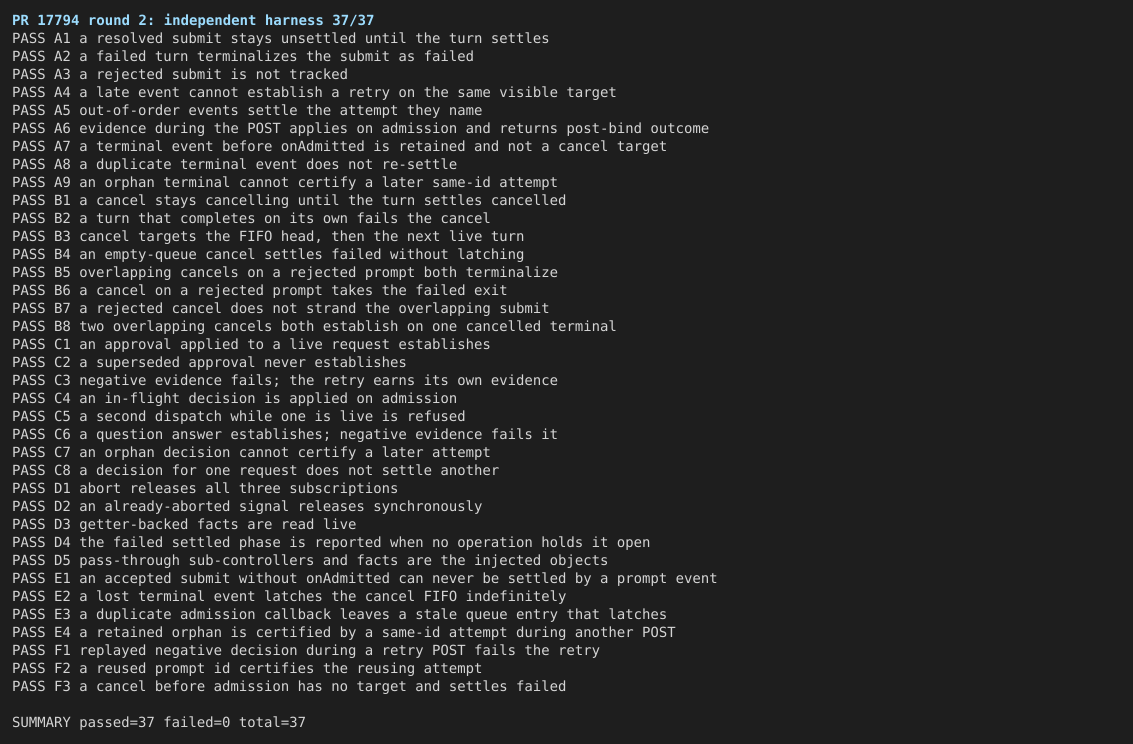 PR 17794 round 2: independent harness 37/37
PASS A1 a resolved submit stays unsettled until the turn settles
PASS A2 a failed turn terminalizes the submit as failed
PASS A3 a rejected submit is not tracked
PASS A4 a late event cannot establish a retry on the same visible target
PASS A5 out-of-order events settle the attempt they name
PASS A6 evidence during the POST applies on admission and returns post-bind outcome
PASS A7 a terminal event before onAdmitted is retained and not a cancel target
PASS A8 a duplicate terminal event does not re-settle
PASS A9 an orphan terminal cannot certify a later same-id attempt
PASS B1 a cancel stays cancelling until the turn settles cancelled
PASS B2 a turn that completes on its own fails the cancel
PASS B3 cancel targets the FIFO head, then the next live turn
PASS B4 an empty-queue cancel settles failed without latching
PASS B5 overlapping cancels on a rejected prompt both terminalize
PASS B6 a cancel on a rejected prompt takes the failed exit
PASS B7 a rejected cancel does not strand the overlapping submit
PASS B8 two overlapping cancels both establish on one cancelled terminal
PASS C1 an approval applied to a live request establishes
PASS C2 a superseded approval never establishes
PASS C3 negative evidence fails; the retry earns its own evidence
PASS C4 an in-flight decision is applied on admission
PASS C5 a second dispatch while one is live is refused
PASS C6 a question answer establishes; negative evidence fails it
PASS C7 an orphan decision cannot certify a later attempt
PASS C8 a decision for one request does not settle another
PASS D1 abort releases all three subscriptions
PASS D2 an already-aborted signal releases synchronously
PASS D3 getter-backed facts are read live
PASS D4 the failed settled phase is reported when no operation holds it open
PASS D5 pass-through sub-controllers and facts are the injected objects
PASS E1 an accepted submit without onAdmitted can never be settled by a prompt event
PASS E2 a lost terminal event latches the cancel FIFO indefinitely
PASS E3 a duplicate admission callback leaves a stale queue entry that latches
PASS E4 a retained orphan is certified by a same-id attempt during another POST
PASS F1 replayed negative decision during a retry POST fails the retry
PASS F2 a reused prompt id certifies the reusing attempt
PASS F3 a cancel before admission has no target and settles failed
SUMMARY passed=37 failed=0 total=37